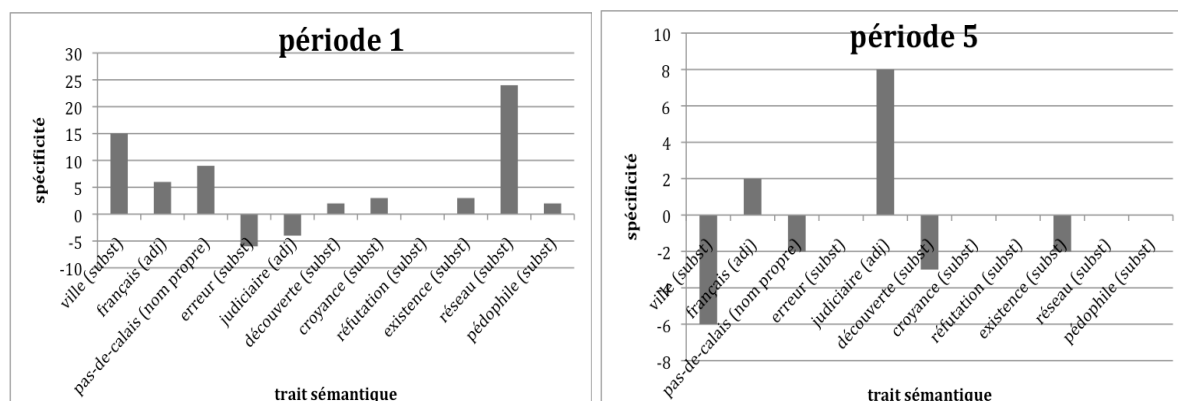 période 1
30
25
20
15
10
5
0
-5
-10
spécificité
ville (subst)
français (adj)
pas-de-calais (nom propre)
erreur (subst)
judiciaire (adj)
découverte (subst)
croyance (subst)
réfutation (subst)
existence (subst)
réseau (subst)
pédophile (subst)
trait sémantique
période 5
10
8
6
4
2
0
-2
-4
-6
-8
spécificité
ville (subst)
français (adj)
pas-de-calais (nom propre)
erreur (subst)
judiciaire (adj)
découverte (subst)
croyance (subst)
réfutation (subst)
existence (subst)
réseau (subst)
pédophile (subst)
trait sémantique